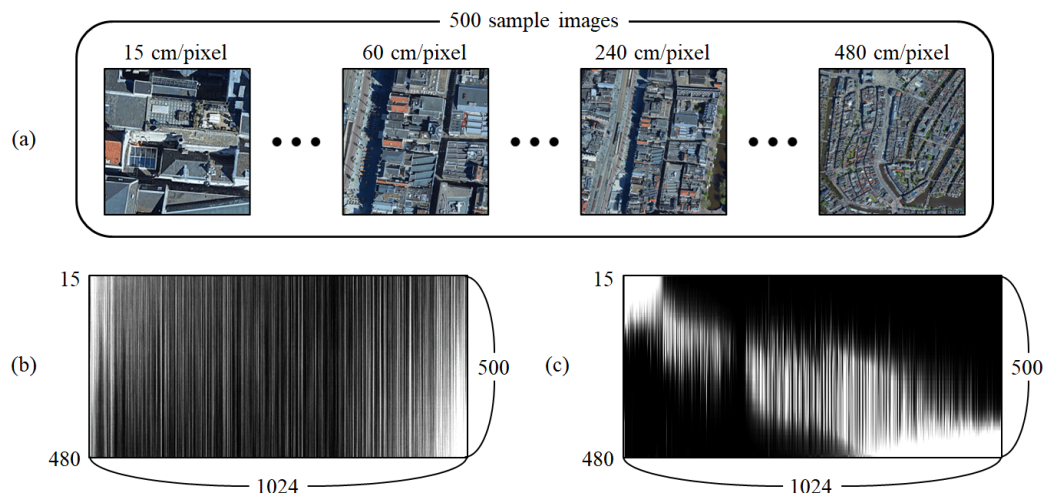 500 sample images
15 cm/pixel
60 cm/pixel
240 cm/pixel
480 cm/pixel
(a)
15
(b)
500
480
1024
15
(c)
500
480
1024